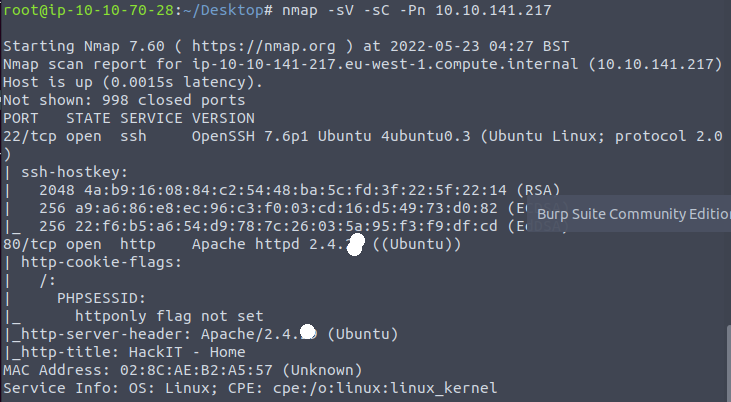 root@ip-10-10-70-28:~/Desktop# nmap -sV -sC -Pn 10.10.141.217
Starting Nmap 7.60 ( https://nmap.org ) at 2022-05-23 04:27 BST
Nmap scan report for ip-10-10-141-217.eu-west-1.compute.internal (10.10.141.217)
Host is up (0.0015s latency).
Not shown: 998 closed ports
PORT   STATE SERVICE VERSION
22/tcp open  ssh     OpenSSH 7.6p1 Ubuntu 4ubuntu0.3 (Ubuntu Linux; protocol 2.0
)
| ssh-hostkey:
|   2048 4a:b9:16:08:84:c2:54:48:ba:5c:fd:3f:22:5f:22:14 (RSA)
|   256 a9:a6:86:e8:ec:96:c3:f0:03:cd:16:d5:49:73:d0:82
|_  256 22:f6:b5:a6:54:d9:78:7c:26:03:5a:95:f3:f9:df:cd
Burp Suite Community Edition
80/tcp open  http    Apache httpd 2.4. ((Ubuntu))
| http-cookie-flags:
|   /:
|     PHPSESSID:
|_      httponly flag not set
|_http-server-header: Apache/2.4. (Ubuntu)
|_http-title: HackIT - Home
MAC Address: 02:8C:AE:B2:A5:57 (Unknown)
Service Info: OS: Linux; CPE: cpe:/o:linux:linux_kernel